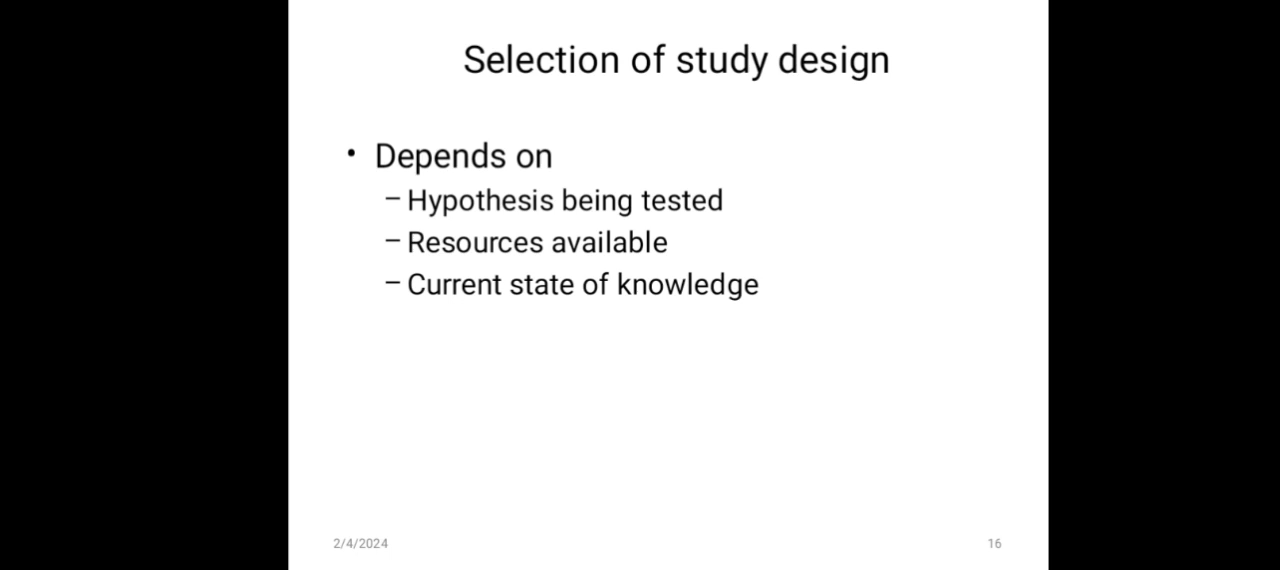 Selection of study design
• Depends on
– Hypothesis being tested
– Resources available
– Current state of knowledge
2/4/2024
16